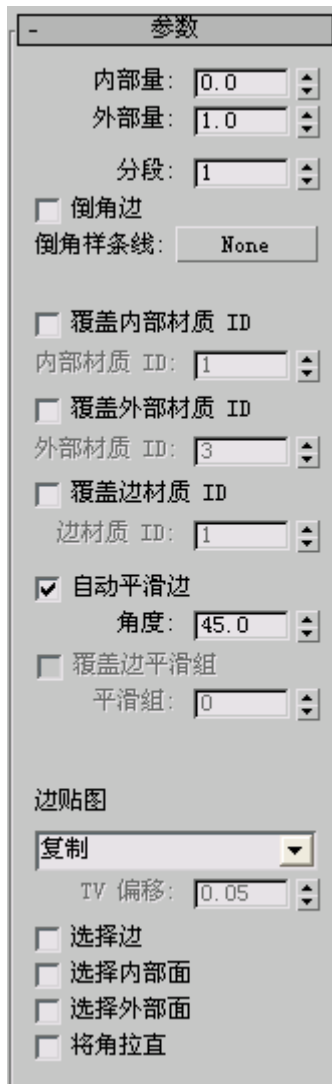 - 参数
内部量: 0.0
外部量: 1.0
分段: 1
倒角边
倒角样条线: None
覆盖内部材质 ID
内部材质 ID: 1
覆盖外部材质 ID
外部材质 ID: 3
覆盖边材质 ID
边材质 ID: 1
自动平滑边
角度: 45.0
覆盖边平滑组
平滑组: 0
边贴图
复制
TV 偏移: 0.05
选择边
选择内部面
选择外部面
将角拉直